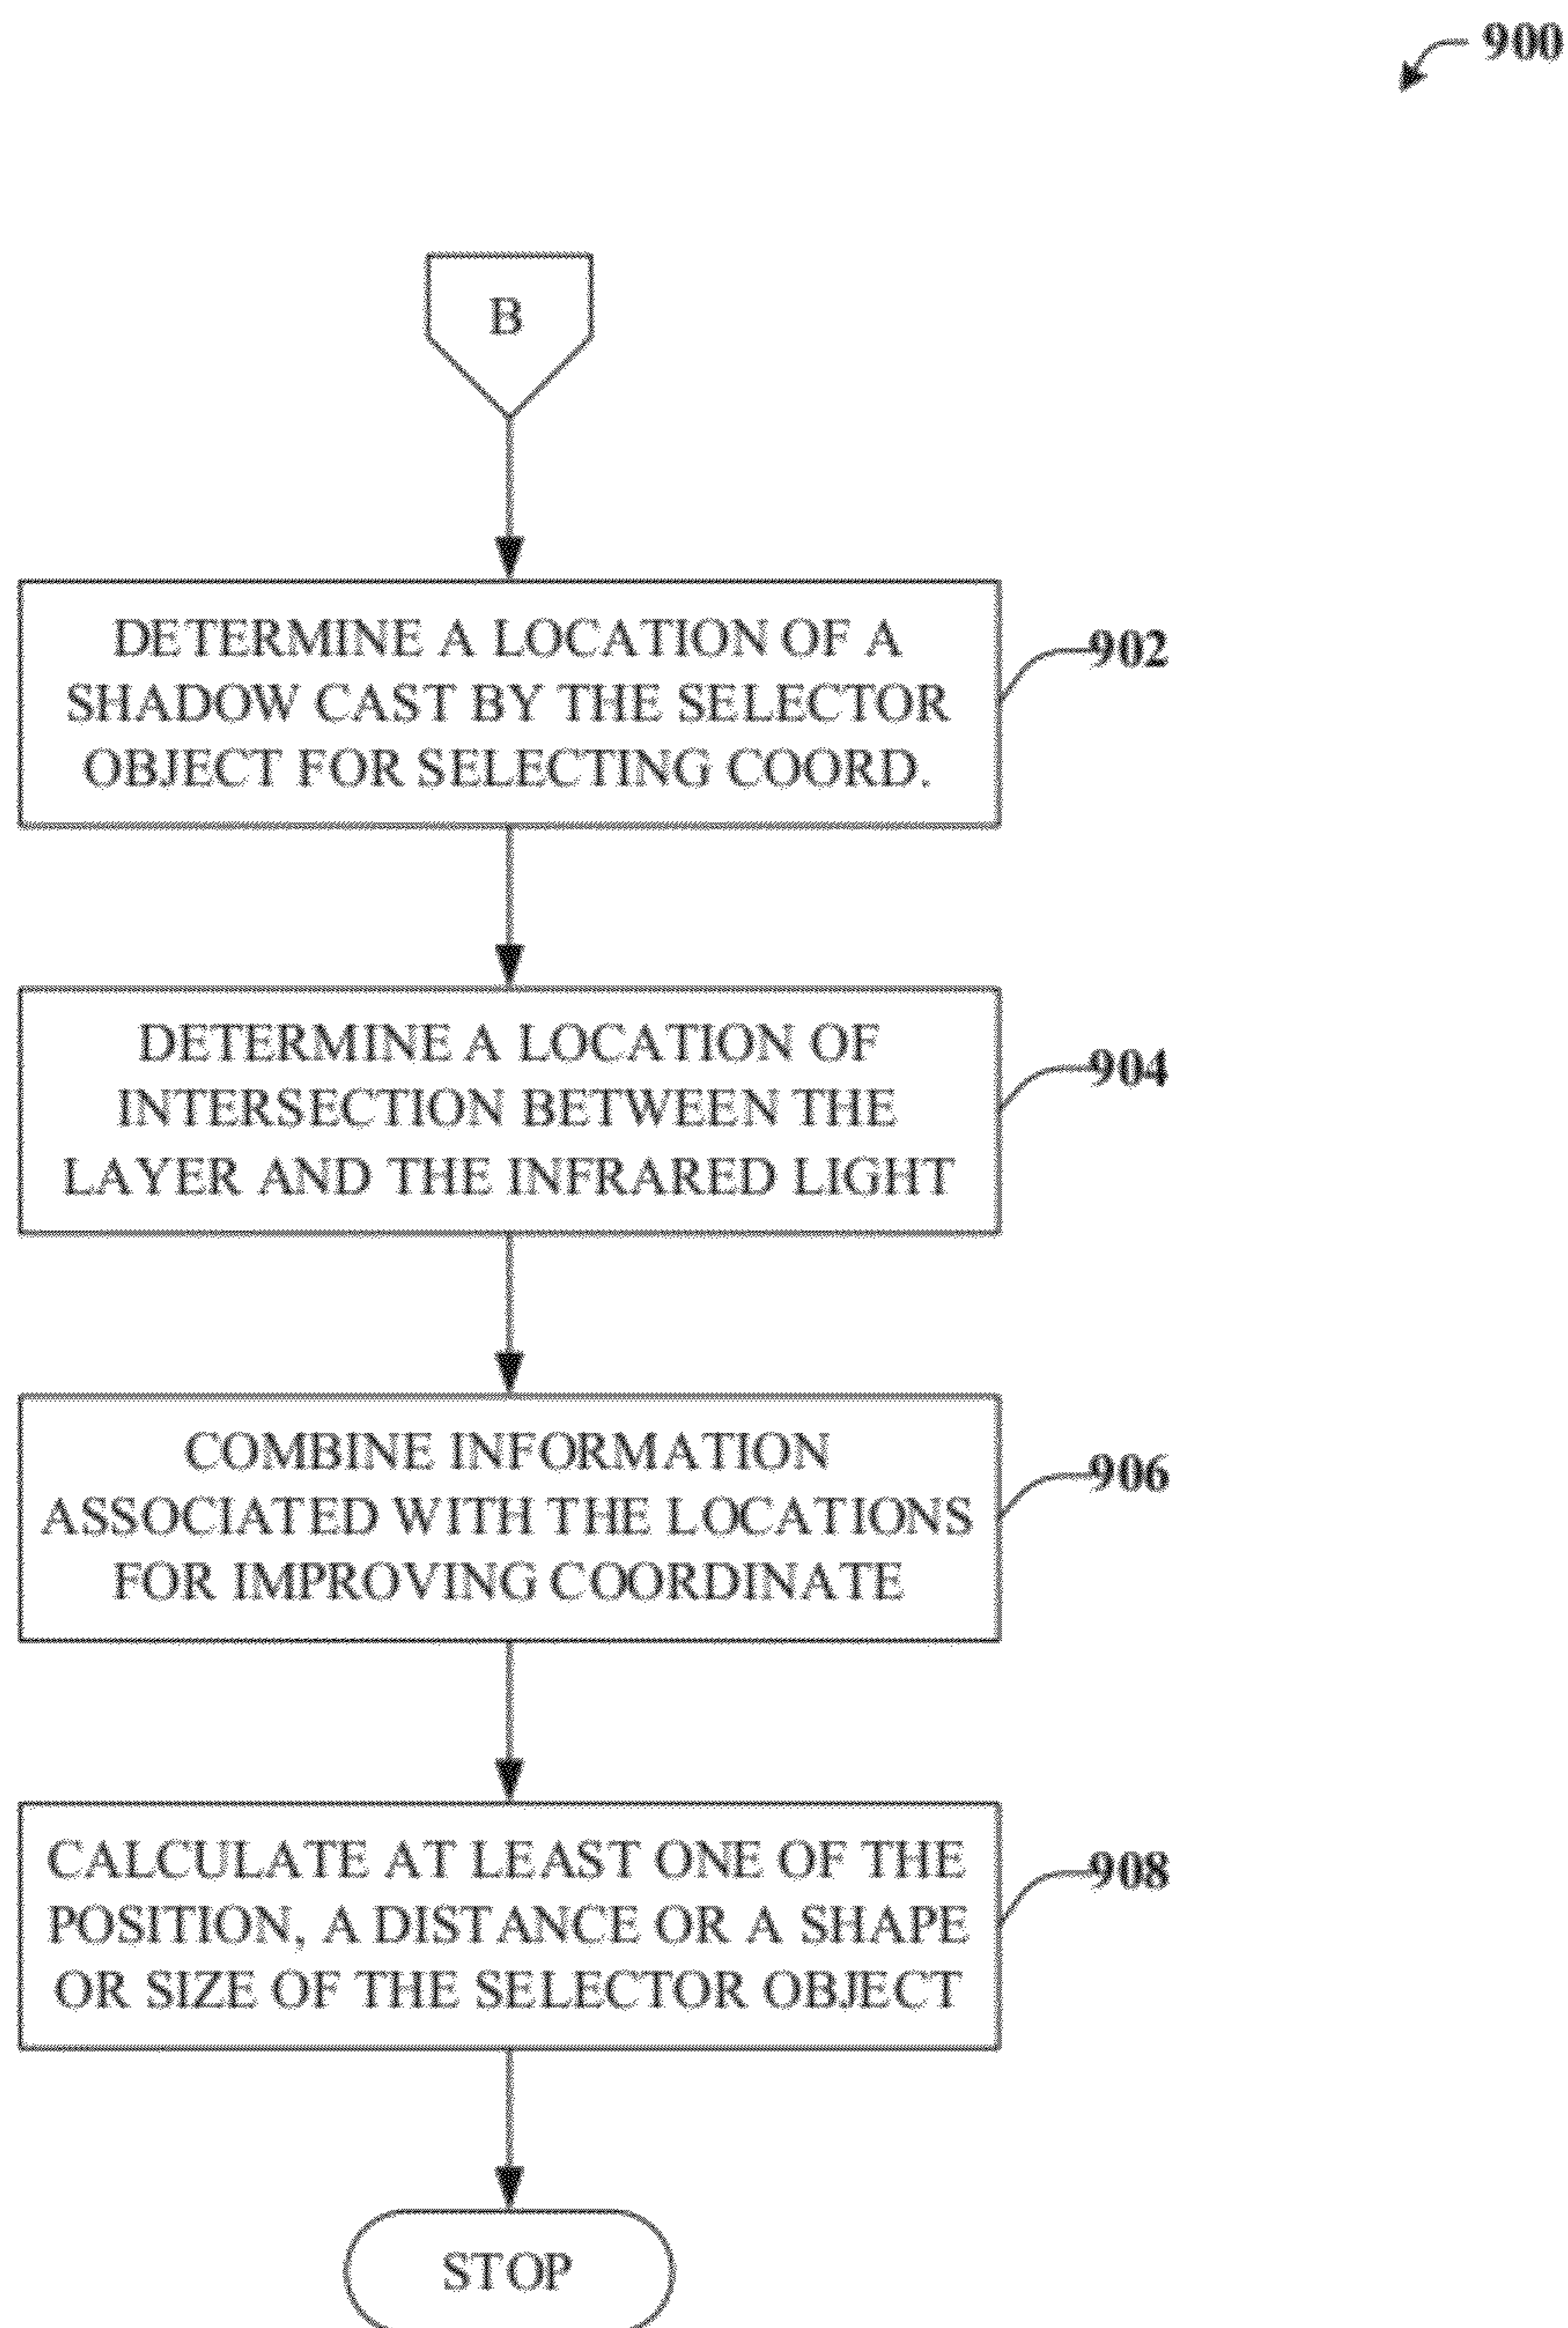 900
B
DETERMINE A LOCATION OF A
SHADOW CAST BY THE SELECTOR
OBJECT FOR SELECTING COORD.
902
DETERMINE A LOCATION OF
INTERSECTION BETWEEN THE
LAYER AND THE INFRARED LIGHT
904
COMBINE INFORMATION
ASSOCIATED WITH THE LOCATIONS
FOR IMPROVING COORDINATE
906
CALCULATE AT LEAST ONE OF THE
POSITION, A DISTANCE OR A SHAPE
OR SIZE OF THE SELECTOR OBJECT
908
STOP